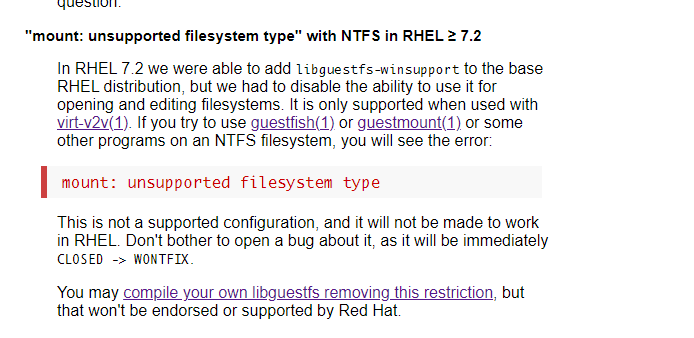 question.
"mount: unsupported filesystem type" with NTFS in RHEL ≥ 7.2
In RHEL 7.2 we were able to add libguestfs-winsupport to the base
RHEL distribution, but we had to disable the ability to use it for
opening and editing filesystems. It is only supported when used with
virt-v2v(1). If you try to use guestfish(1) or guestmount(1) or some
other programs on an NTFS filesystem, you will see the error:
mount: unsupported filesystem type
This is not a supported configuration, and it will not be made to work
in RHEL. Don't bother to open a bug about it, as it will be immediately
CLOSED -> WONTFIX.
You may compile your own libguestfs removing this restriction, but
that won't be endorsed or supported by Red Hat.